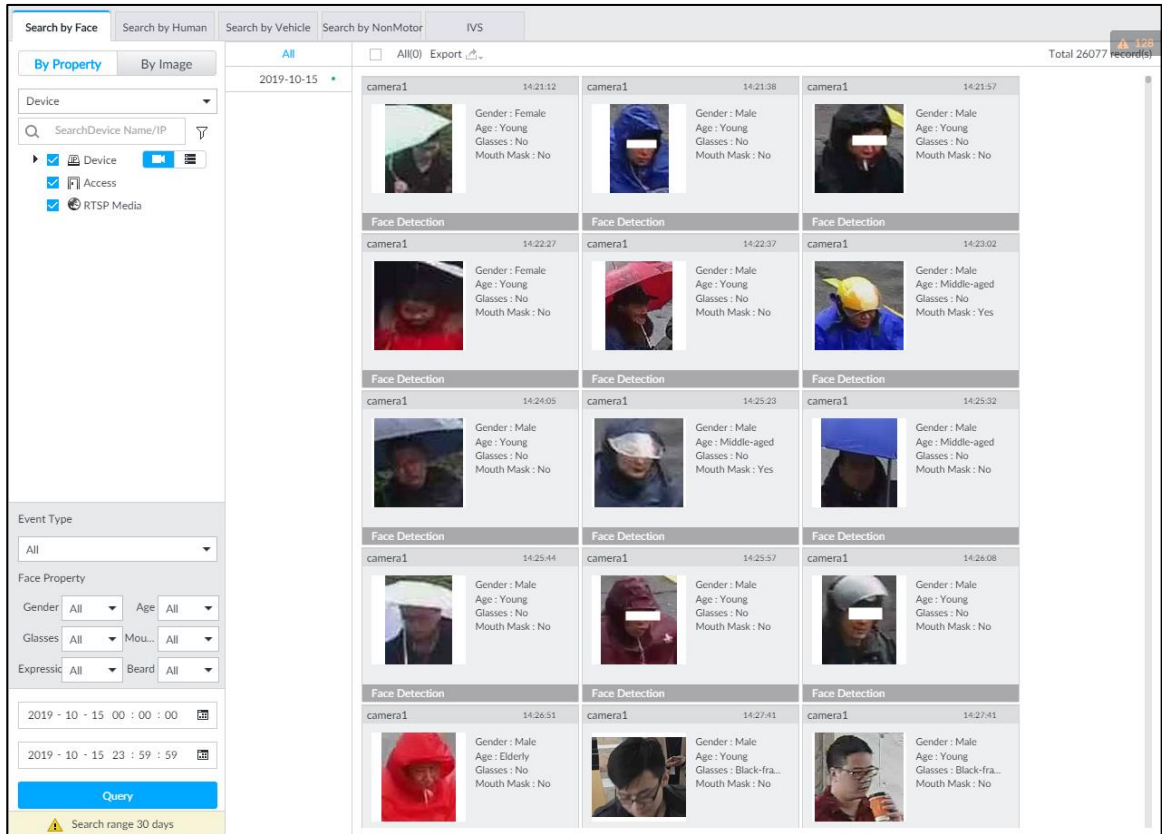 Search by Face Search by Human Search by Vehicle Search by NonMotor IVS
128
By Property By Image
All
All(0) Export
Total 26077 record(s)
Device
2019-10-15
SearchDevice Name/IP
Device
Access
RTSP Media
camera1 14:21:12
Gender : Female
Age : Young
Glasses : No
Mouth Mask : No
Face Detection
camera1 14:21:38
Gender : Male
Age : Young
Glasses : No
Mouth Mask : No
Face Detection
camera1 14:21:57
Gender : Male
Age : Young
Glasses : No
Mouth Mask : No
Face Detection
camera1 14:22:27
Gender : Female
Age : Young
Glasses : No
Mouth Mask : No
Face Detection
camera1 14:22:37
Gender : Male
Age : Young
Glasses : No
Mouth Mask : No
Face Detection
camera1 14:23:02
Gender : Male
Age : Middle-aged
Glasses : No
Mouth Mask : Yes
Face Detection
camera1 14:24:05
Gender : Male
Age : Young
Glasses : No
Mouth Mask : No
Face Detection
camera1 14:25:23
Gender : Male
Age : Middle-aged
Glasses : No
Mouth Mask : Yes
Face Detection
camera1 14:25:32
Gender : Male
Age : Middle-aged
Glasses : No
Mouth Mask : No
Face Detection
camera1 14:25:44
Gender : Male
Age : Young
Glasses : No
Mouth Mask : No
Face Detection
camera1 14:25:57
Gender : Male
Age : Young
Glasses : No
Mouth Mask : No
Face Detection
camera1 14:26:08
Gender : Male
Age : Young
Glasses : No
Mouth Mask : No
Face Detection
camera1 14:26:51
Gender : Male
Age : Elderly
Glasses : No
Mouth Mask : No
camera1 14:27:41
Gender : Male
Age : Young
Glasses : Black-fra...
Mouth Mask : No
camera1 14:27:41
Gender : Male
Age : Young
Glasses : Black-fra...
Mouth Mask : No
Event Type
All
Face Property
Gender All Age All
Glasses All Mou... All
Expressic All Beard All
2019 - 10 - 15 00 : 00 : 00
2019 - 10 - 15 23 : 59 : 59
Query
Search range 30 days